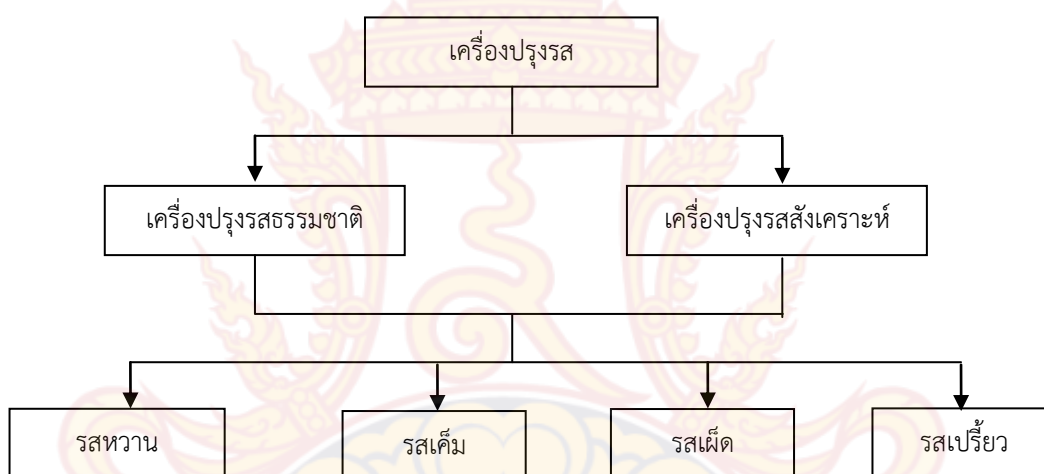 เครื่องปรุงรส
เครื่องปรุงรสธรรมชาติ
เครื่องปรุงรสสังเคราะห์
รสหวาน
รสเค็ม
รสเผ็ด
รสเปรี้ยว